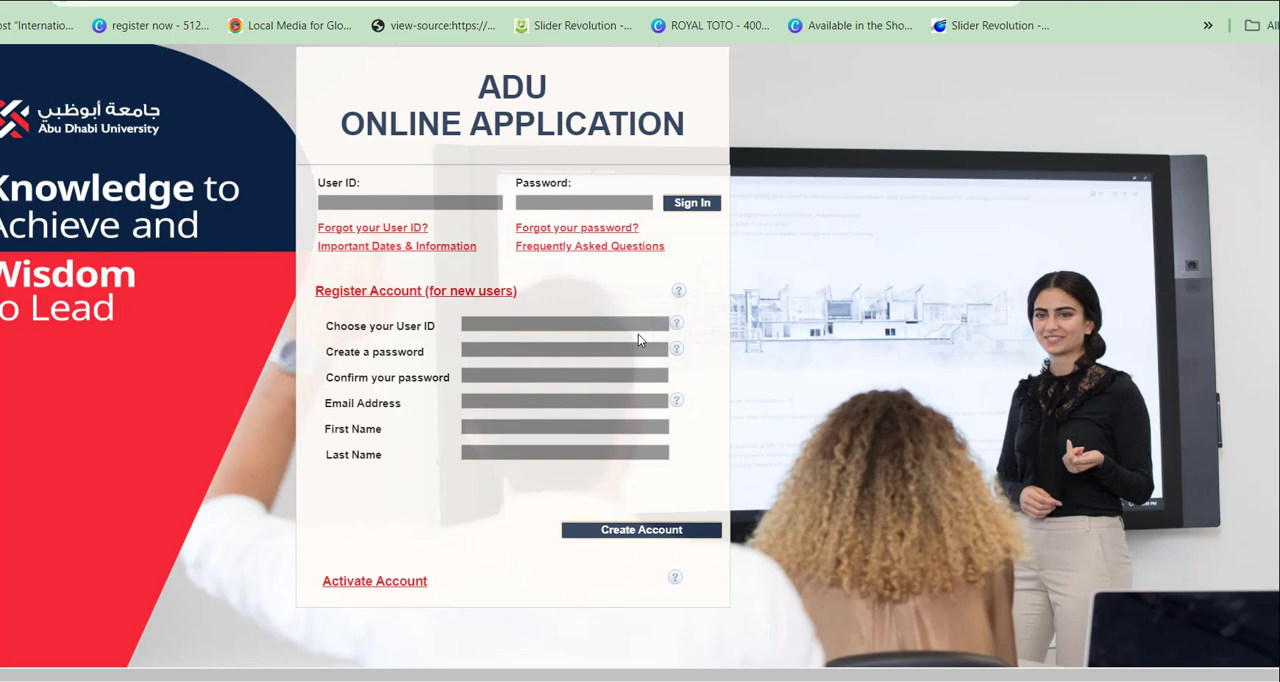 ost "Internatio...
register now - 512...
Local Media for Glo...
view-source:https://...
Slider Revolution -...
ROYAL TOTO - 400...
Available in the Sho...
Slider Revolution -...
»
All
جامعة أبوظبي
Abu Dhabi University
Knowledge to
Achieve and
Wisdom
to Lead
ADU
ONLINE APPLICATION
User ID:
Password:
Sign In
Forgot your User ID?
Forgot your password?
Important Dates & Information
Frequently Asked Questions
Register Account (for new users)
?
Choose your User ID
?
Create a password
?
Confirm your password
Email Address
?
First Name
Last Name
Create Account
Activate Account
?